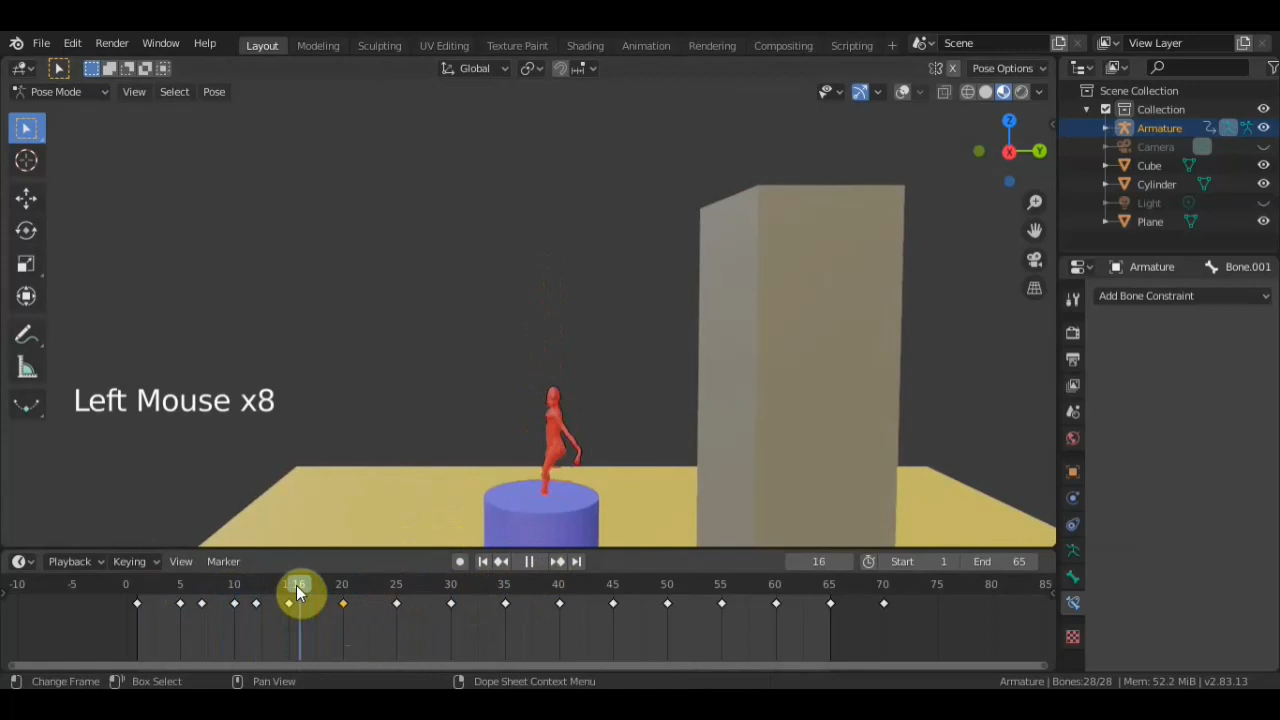 File Edit Render Window Help Layout Modeling Sculpting UV Editing Texture Paint Shading Animation Rendering Compositing Scripting + Scene View Layer
Global X Pose Options
Pose Mode View Select Pose
Scene Collection
Collection
Armature
Camera
Cube
Cylinder
Light
Plane
Z
X
Y
Armature Bone.001
Add Bone Constraint
Left Mouse x8
Playback Keying View Marker 16 Start 1 End 65
-10 -5 0 5 10 16 20 25 30 35 40 45 50 55 60 65 70 75 80 85
Change Frame Box Select Pan View Dope Sheet Context Menu Armature | Bones:28/28 | Mem: 52.2 MiB | v2.83.13